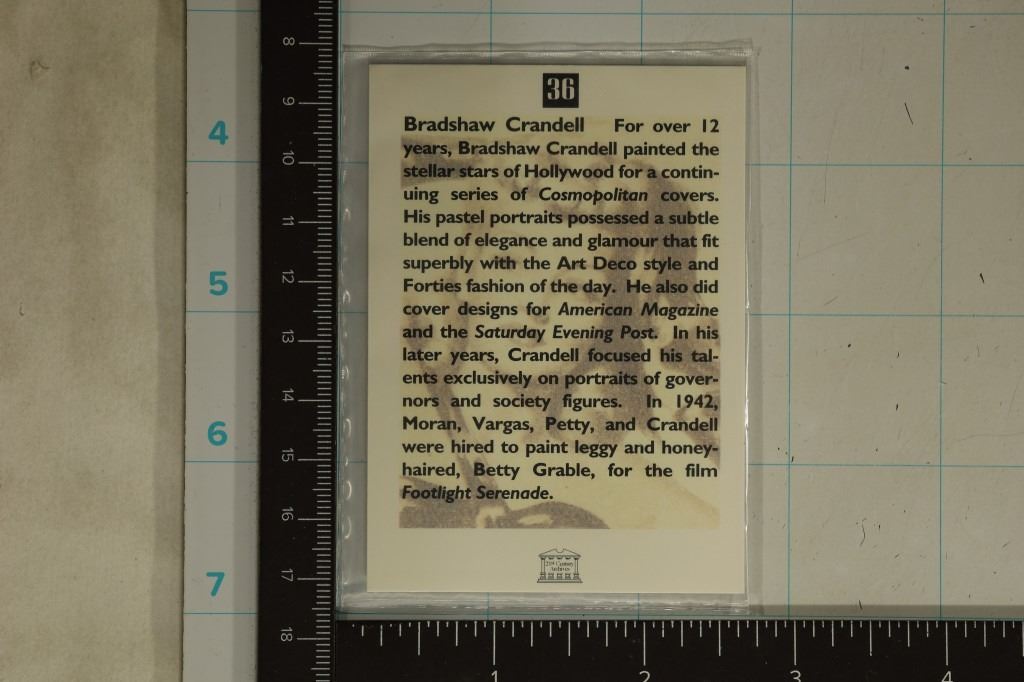 36
Bradshaw Crandell For over 12
years, Bradshaw Crandell painted the
stellar stars of Hollywood for a contin-
uing series of Cosmopolitan covers.
His pastel portraits possessed a subtle
blend of elegance and glamour that fit
superbly with the Art Deco style and
Forties fashion of the day. He also did
cover designs for American Magazine
and the Saturday Evening Post. In his
later years, Crandell focused his tal-
ents exclusively on portraits of gover-
nors and society figures. In 1942,
Moran, Vargas, Petty, and Crandell
were hired to paint leggy and honey-
haired, Betty Grable, for the film
Footlight Serenade.
21st Century
Archives
4
5
6
7
8
9
10
11
12
13
14
15
16
17
18
1
2
3
4